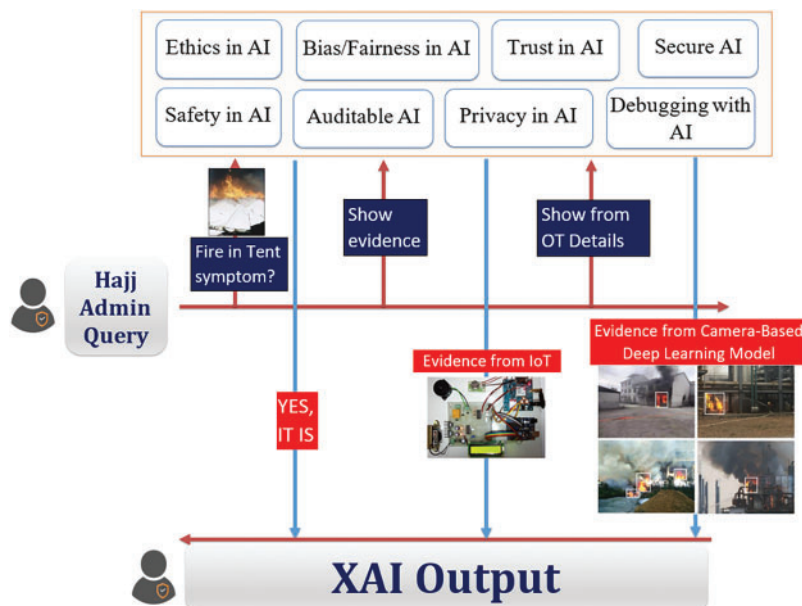 Ethics in AI
Bias/Fairness in AI
Trust in AI
Secure AI
Safety in AI
Auditable AI
Privacy in AI
Debugging with
AI
Fire in Tent
symptom?
Show
evidence
Show from
OT Details
Hajj
Admin
Query
YES,
IT IS
Evidence from IoT
Evidence from Camera-Based
Deep Learning Model
XAI Output